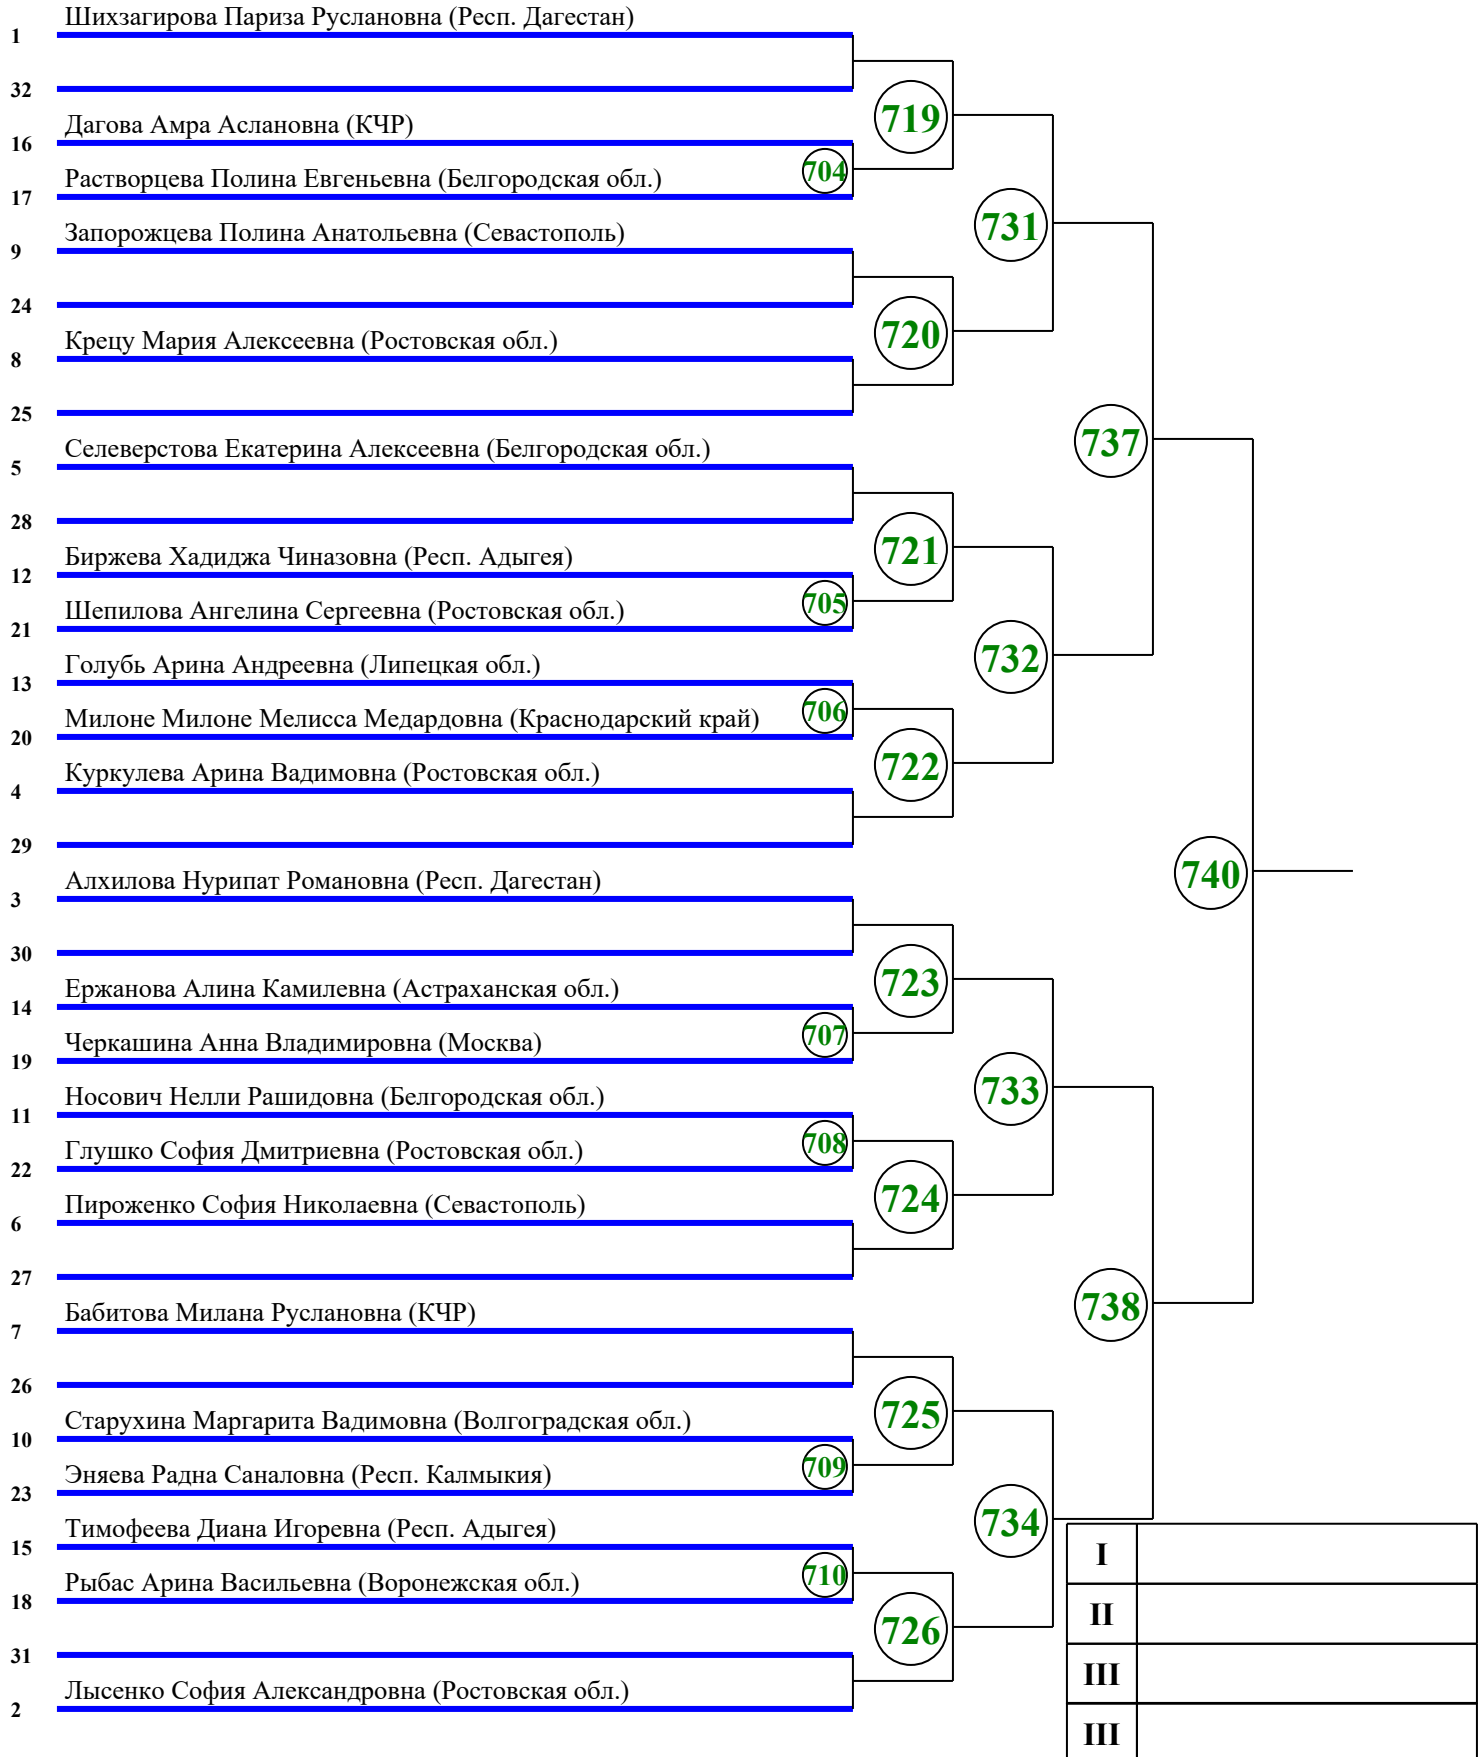 Шихзагирова Париза Руслановна (Респ. Дагестан)
1
32
719
Дагова Амра Аслановна (КЧР)
16
704
Растворцева Полина Евгеньевна (Белгородская обл.)
17
731
Запорожцева Полина Анатольевна (Севастополь)
9
24
720
Крецу Мария Алексеевна (Ростовская обл.)
8
25
737
Селеверстова Екатерина Алексеевна (Белгородская обл.)
5
28
721
Биржева Хадиджа Чиназовна (Респ. Адыгея)
12
705
Шепилова Ангелина Сергеевна (Ростовская обл.)
21
732
Голубь Арина Андреевна (Липецкая обл.)
13
706
Милоне Милоне Мелисса Медардовна (Краснодарский край)
20
722
Куркулева Арина Вадимовна (Ростовская обл.)
4
29
740
Алхилова Нурипат Романовна (Респ. Дагестан)
3
30
723
Ержанова Алина Камилевна (Астраханская обл.)
14
707
Черкашина Анна Владимировна (Москва)
19
733
Носович Нелли Рашидовна (Белгородская обл.)
11
708
Глушко София Дмитриевна (Ростовская обл.)
22
724
Пироженко София Николаевна (Севастополь)
6
27
738
Бабитова Милана Руслановна (КЧР)
7
26
725
Старухина Маргарита Вадимовна (Волгоградская обл.)
10
709
Эняева Радна Саналовна (Респ. Калмыкия)
23
734
Тимофеева Диана Игоревна (Респ. Адыгея)
15
I
710
Рыбас Арина Васильевна (Воронежская обл.)
18
II
726
31
III
Лысенко София Александровна (Ростовская обл.)
2
III